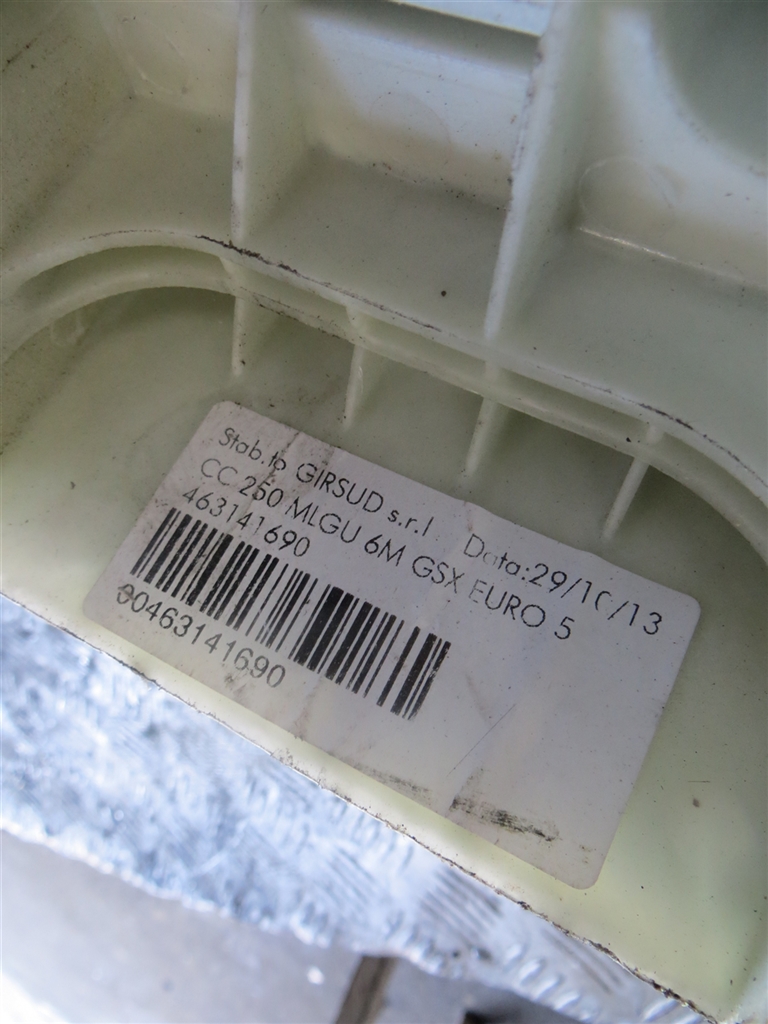 Stab.to GIRSUD s.r.l. Data:29/10/13
CC 250 MLGU 6M GSX EURO 5
463141690
00463141690